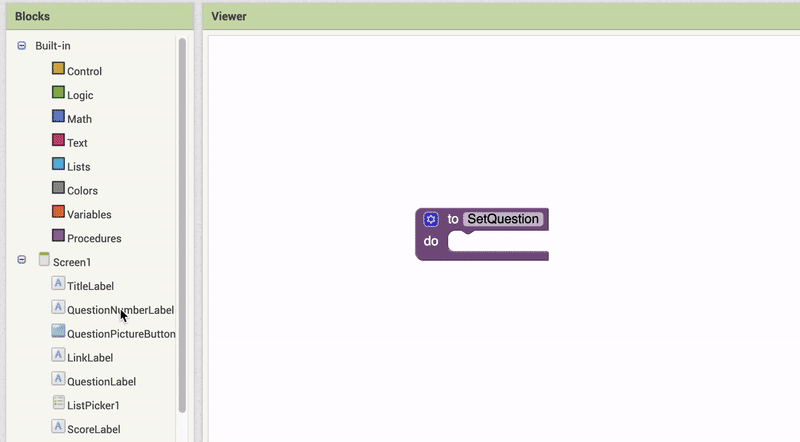 Blocks
Viewer
Built-in
Control
Logic
Math
Text
Lists
Colors
Variables
Procedures
Screen1
A TitleLabel
A QuestionNumberLabel
QuestionPictureButton
A LinkLabel
A QuestionLabel
ListPicker1
A ScoreLabel
to SetQuestion
do